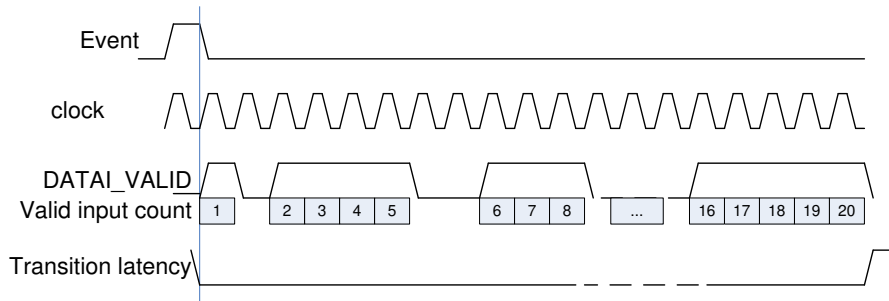 Event
clock
DATAI_VALID
Valid input count 1 2 3 4 5 6 7 8 ... 16 17 18 19 20
Transition latency